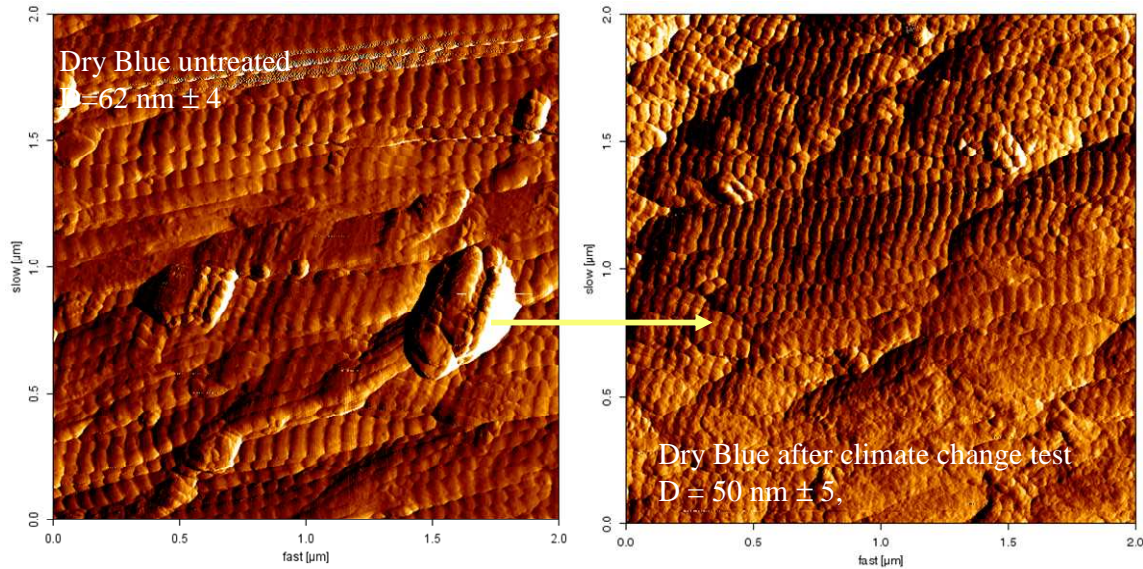 Dry Blue untreated
D=62 nm ± 4
slow [µm]
2.0
1.5
1.0
0.5
0.0
0.0 0.5 1.0 1.5 2.0
fast [µm]
Dry Blue after climate change test
D = 50 nm ± 5,
slow [µm]
2.0
1.5
1.0
0.5
0.0
0.0 0.5 1.0 1.5 2.0
fast [µm]